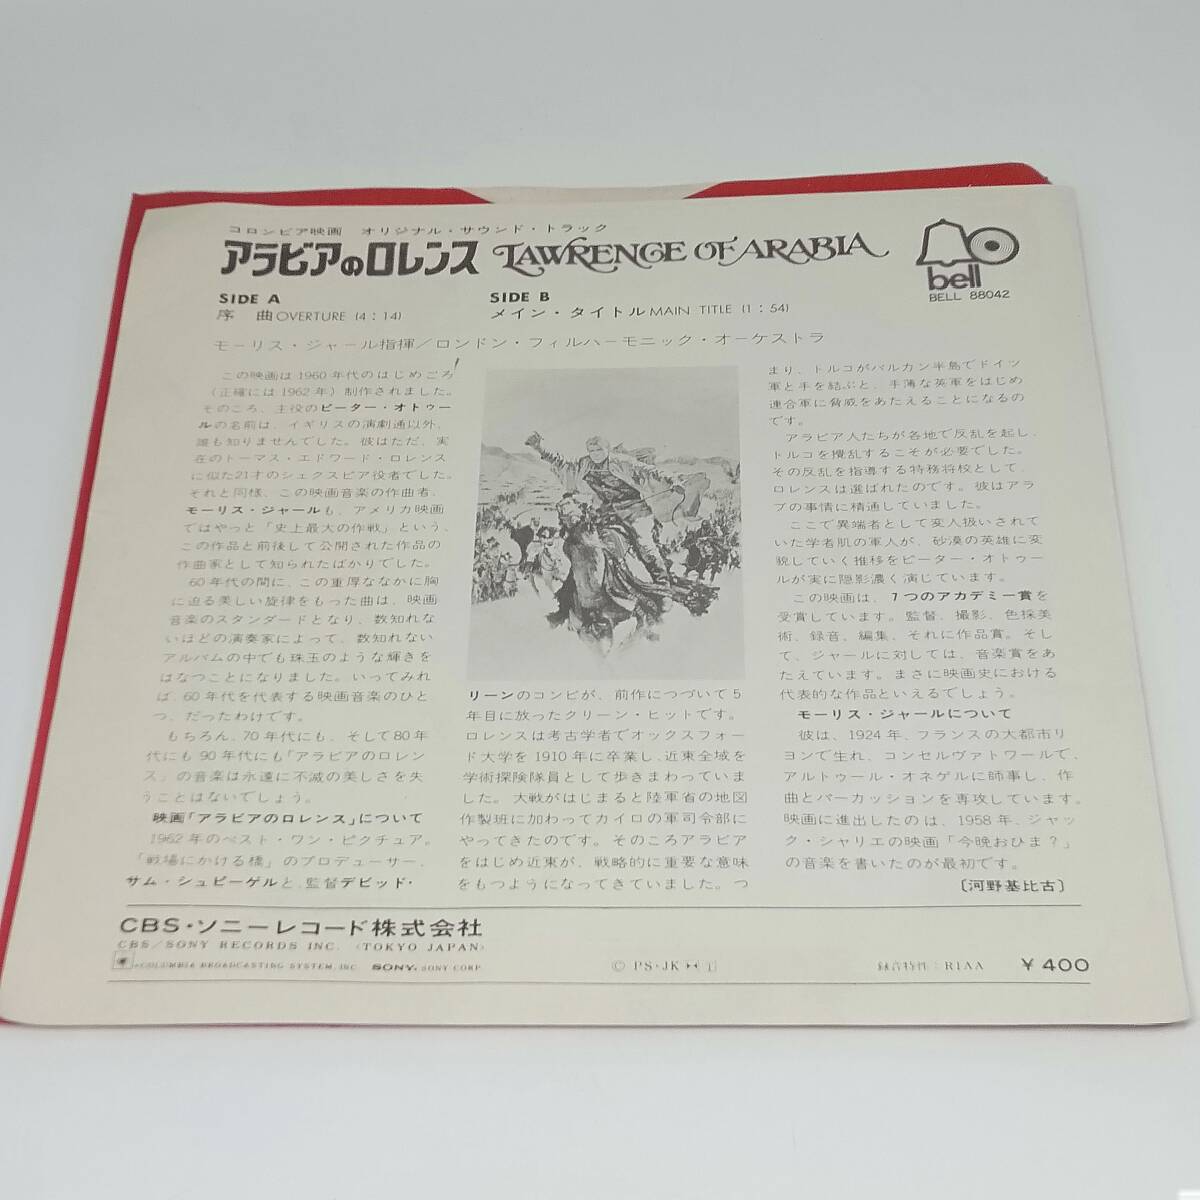 コロンビア映画　オリジナル・サウンド・トラック
アラビアのロレンス LAWRENCE OF ARABIA
bell
BELL 88042
SIDE A
序　曲 OVERTURE (4：14)
SIDE B
メイン・タイトル MAIN TITLE (1：54)
モーリス・ジャール指揮／ロンドン・フィルハーモニック・オーケストラ
この映画は1960年代のはじめごろ
（正確には1962年）制作されました。
そのころ、主役のピーター・オトゥー
ルの名前は、イギリスの演劇通以外、
誰も知りませんでした。彼はただ、実
在のトーマス・エドワード・ロレンス
に似た21才のシェクスピア役者でした。
それと同様、この映画音楽の作曲者、
モーリス・ジャールも、アメリカ映画
ではやっと「史上最大の作戦」という、
この作品と前後して公開された作品の
作曲家として知られたばかりでした。
60年代の間に、この重厚ななかに胸
に迫る美しい旋律をもった曲は、映画
音楽のスタンダードとなり、数知れな
いほどの演奏家によって、数知れない
アルバムの中でも珠玉のような輝きを
はなつことになりました。いってみれ
ば、60年代を代表する映画音楽のひと
つ、だったわけです。
もちろん、70年代にも、そして80年
代にも90年代にも「アラビアのロレン
ス」の音楽は永遠に不滅の美しさを失
うことはないでしょう。
映画「アラビアのロレンス」について
1962年のベスト・ワン・ピクチュア。
「戦場にかける橋」のプロデューサー、
サム・シュピーゲルと、監督デビッド・
リーンのコンビが、前作につづいて5
年目に放ったクリーン・ヒットです。
ロレンスは考古学者でオックスフォー
ド大学を1910年に卒業し、近東全域を
学術探険隊員として歩きまわっていま
した。大戦がはじまると陸軍省の地図
作製班に加わってカイロの軍司令部に
やってきたのです。そのころアラビア
をはじめ近東が、戦略的に重要な意味
をもつようになってきていました。つ
まり、トルコがバルカン半島でドイツ
軍と手を結ぶと、手薄な英軍をはじめ
連合軍に脅威をあたえることになるの
です。
アラビア人たちが各地で反乱を起し、
トルコを攪乱するこそが必要でした。
その反乱を指導する特務将校として、
ロレンスは選ばれたのです。彼はアラ
ブの事情に精通していました。
ここで異端者として変人扱いされて
いた学者肌の軍人が、砂漠の英雄に変
貌していく推移をピーター・オトゥー
ルが実に隠影濃く演じています。
この映画は、7つのアカデミー賞を
受賞しています。監督、撮影、色採美
術、録音、編集、それに作品賞。そし
て、ジャールに対しては、音楽賞をあ
たえています。まさに映画史における
代表的な作品といえるでしょう。
モーリス・ジャールについて
彼は、1924年、フランスの大都市リ
ヨンで生れ、コンセルヴァトワールで、
アルトゥール・オネゲルに師事し、作
曲とパーカッションを専攻しています。
映画に進出したのは、1958年、ジャッ
ク・シャリエの映画「今晩おひま？」
の音楽を書いたのが最初です。
〔河野基比古〕
CBS・ソニーレコード株式会社
CBS/SONY RECORDS INC. (TOKYO JAPAN)
COLUMBIA BROADCASTING SYSTEM, INC. SONY, SONY CORP.
Ⓒ PS・JK
録音特性：RIAA
￥400